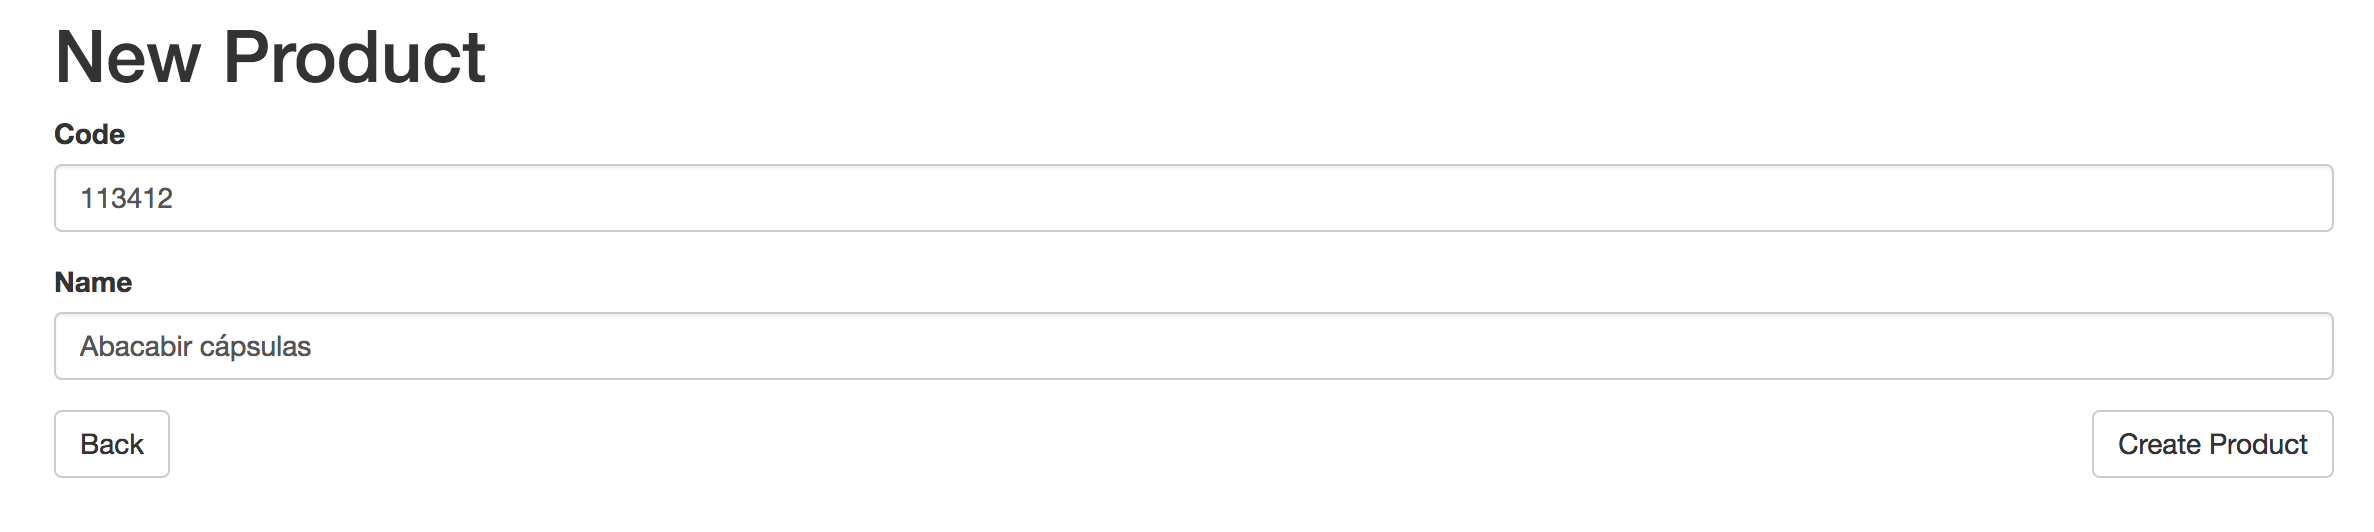 New Product
Code
113412
Name
Abacabir cápsulas
Back
Create Product